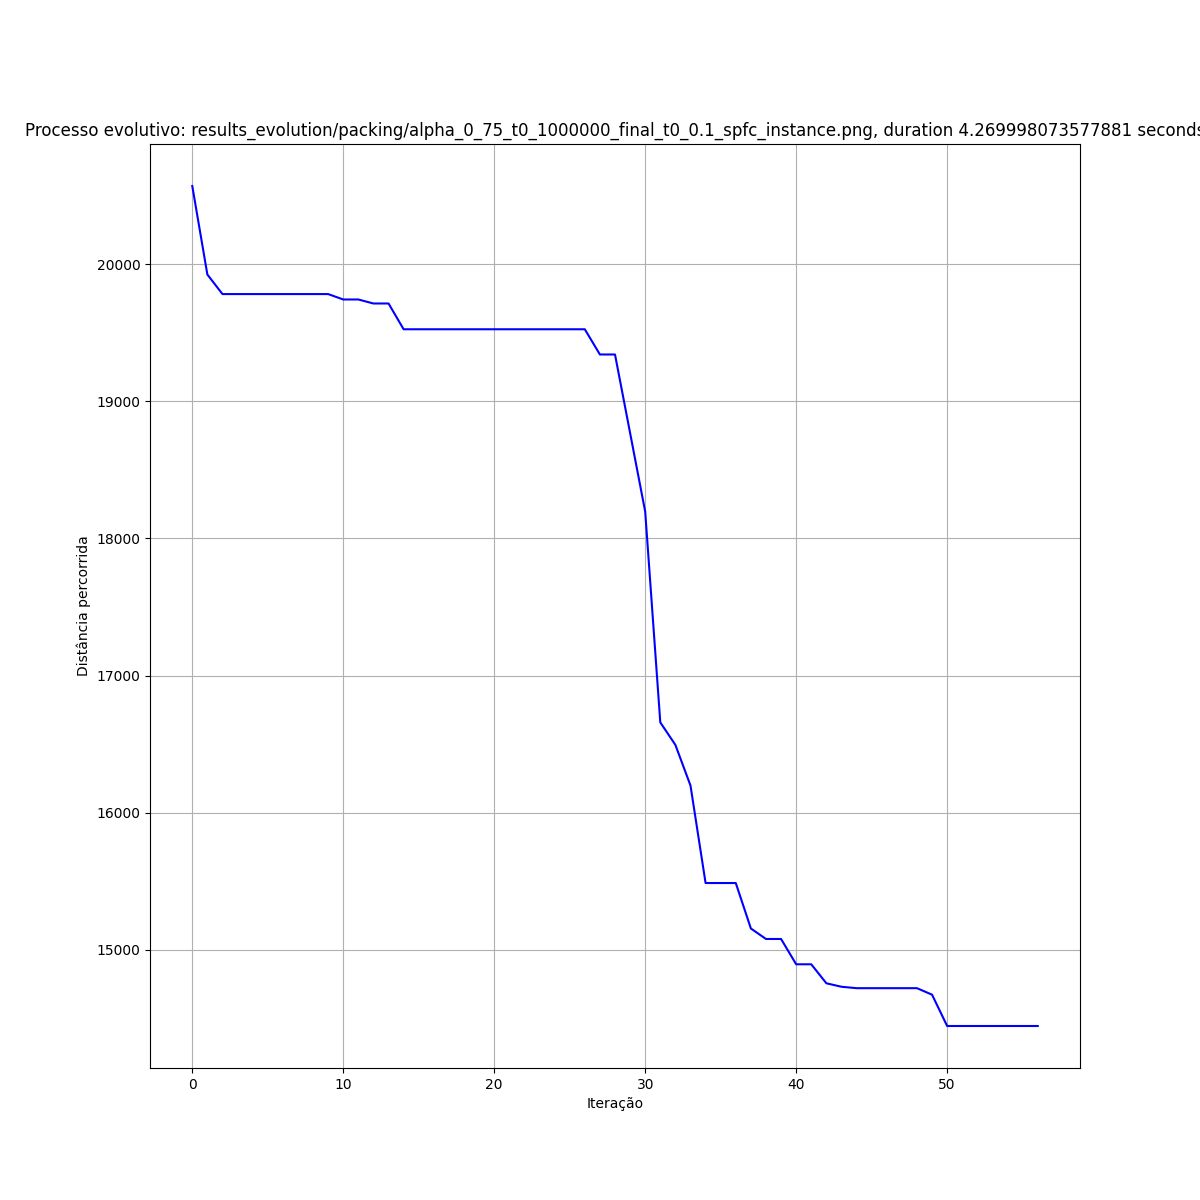 Processo evolutivo: results_evolution/packing/alpha_0_75_t0_1000000_final_t0_0.1_spfc_instance.png, duration 4.269998073577881 seconds
20000
19000
18000
17000
16000
15000
Distância percorrida
0 10 20 30 40 50
Iteração